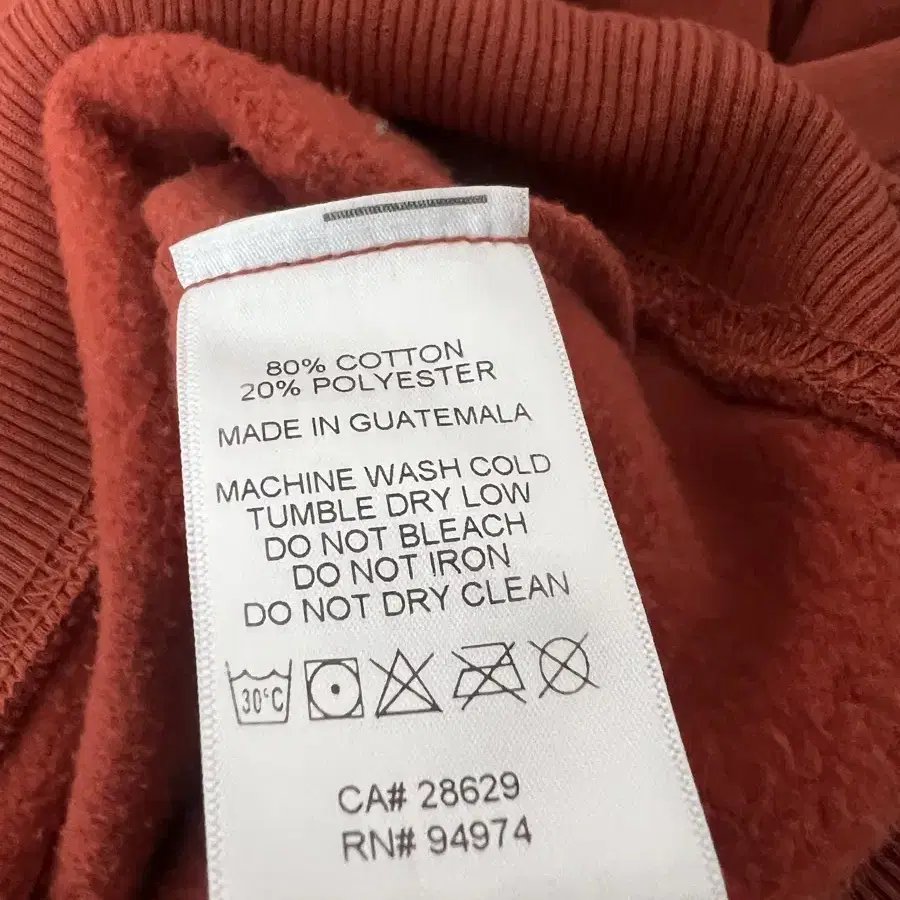 80% COTTON
20% POLYESTER
MADE IN GUATEMALA
MACHINE WASH COLD
TUMBLE DRY LOW
DO NOT BLEACH
DO NOT IRON
DO NOT DRY CLEAN
30°C
CA# 28629
RN# 94974